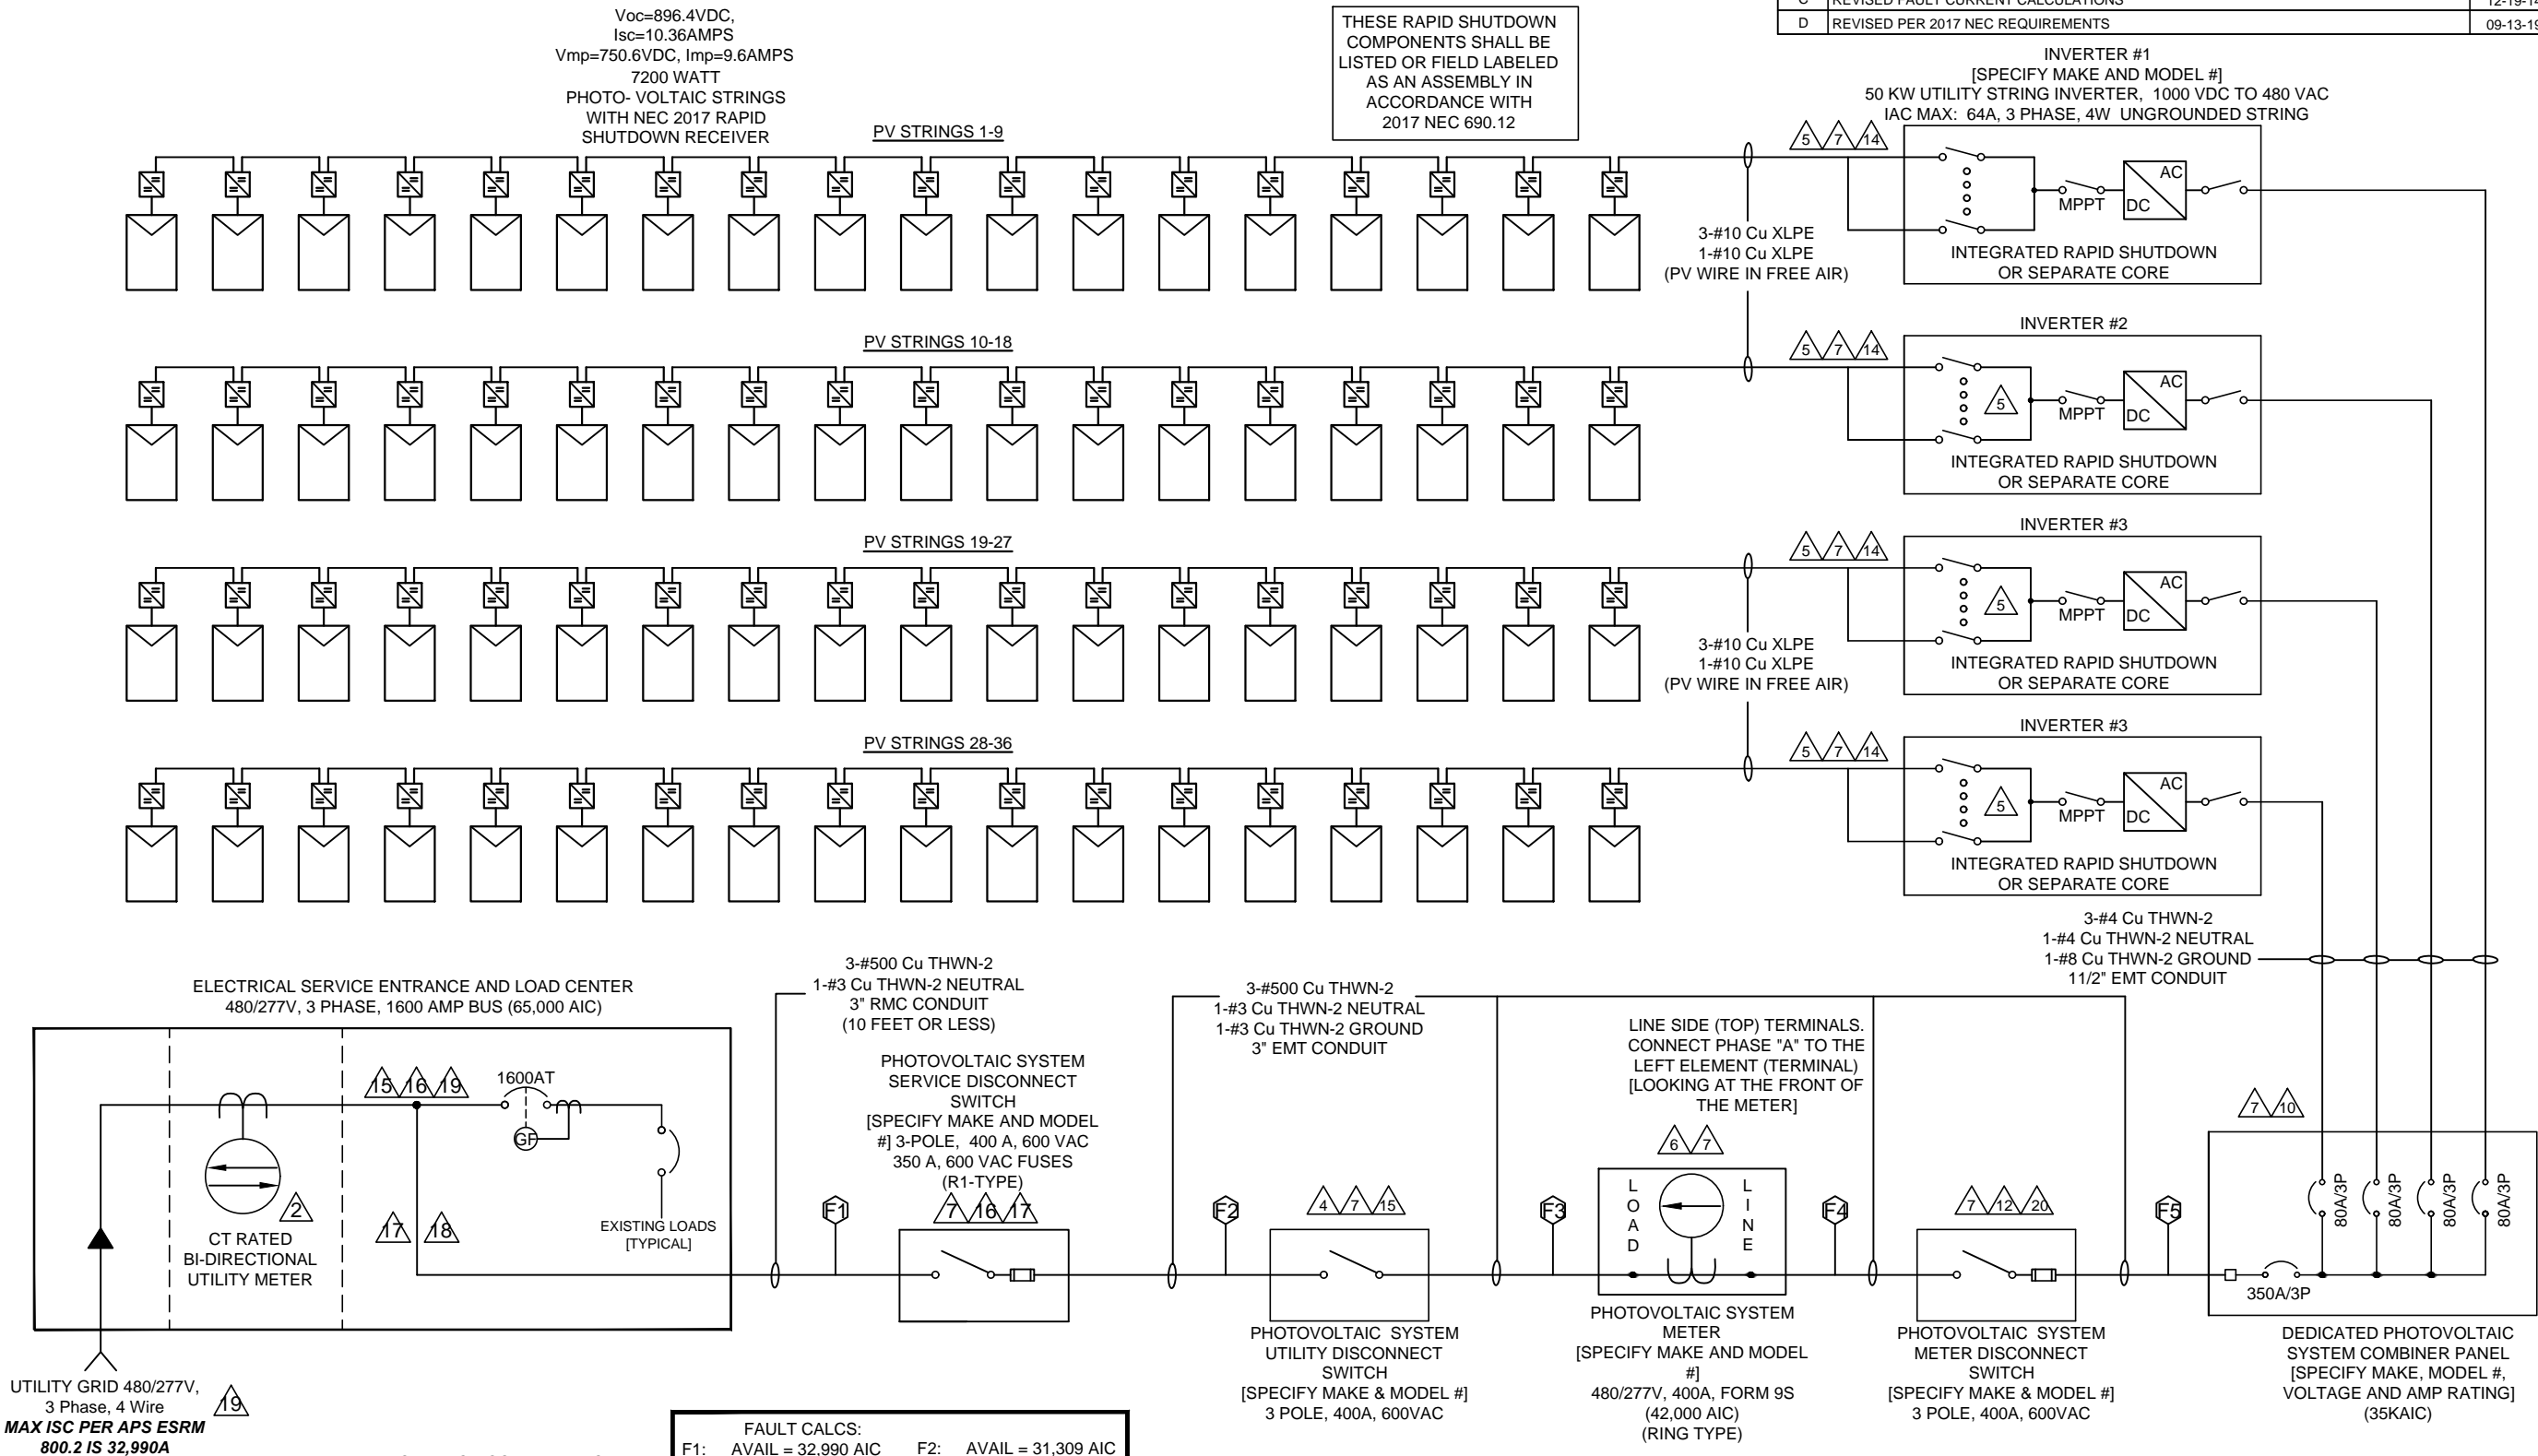 C REVISED FAULT CURRENT CALCULATIONS 12-19-14
D REVISED PER 2017 NEC REQUIREMENTS 09-13-19
Voc=896.4VDC,
Isc=10.36AMPS
Vmp=750.6VDC, Imp=9.6AMPS
7200 WATT
PHOTO- VOLTAIC STRINGS
WITH NEC 2017 RAPID
SHUTDOWN RECEIVER
THESE RAPID SHUTDOWN
COMPONENTS SHALL BE
LISTED OR FIELD LABELED
AS AN ASSEMBLY IN
ACCORDANCE WITH
2017 NEC 690.12
INVERTER #1
[SPECIFY MAKE AND MODEL #]
50 KW UTILITY STRING INVERTER, 1000 VDC TO 480 VAC
IAC MAX: 64A, 3 PHASE, 4W UNGROUNDED STRING
PV STRINGS 1-9
5 7 14
AC
MPPT
DC
INTEGRATED RAPID SHUTDOWN
OR SEPARATE CORE
3-#10 Cu XLPE
1-#10 Cu XLPE
(PV WIRE IN FREE AIR)
PV STRINGS 10-18
INVERTER #2
5 7 14
5
AC
MPPT
DC
INTEGRATED RAPID SHUTDOWN
OR SEPARATE CORE
PV STRINGS 19-27
INVERTER #3
5 7 14
5
AC
MPPT
DC
INTEGRATED RAPID SHUTDOWN
OR SEPARATE CORE
3-#10 Cu XLPE
1-#10 Cu XLPE
(PV WIRE IN FREE AIR)
PV STRINGS 28-36
INVERTER #3
5 7 14
5
AC
MPPT
DC
INTEGRATED RAPID SHUTDOWN
OR SEPARATE CORE
3-#4 Cu THWN-2
1-#4 Cu THWN-2 NEUTRAL
1-#8 Cu THWN-2 GROUND
11/2" EMT CONDUIT
ELECTRICAL SERVICE ENTRANCE AND LOAD CENTER
480/277V, 3 PHASE, 1600 AMP BUS (65,000 AIC)
3-#500 Cu THWN-2
1-#3 Cu THWN-2 NEUTRAL
3" RMC CONDUIT
(10 FEET OR LESS)
3-#500 Cu THWN-2
1-#3 Cu THWN-2 NEUTRAL
1-#3 Cu THWN-2 GROUND
3" EMT CONDUIT
LINE SIDE (TOP) TERMINALS.
CONNECT PHASE "A" TO THE
LEFT ELEMENT (TERMINAL)
[LOOKING AT THE FRONT OF
THE METER]
15 16 19
1600AT
GF
2
CT RATED
BI-DIRECTIONAL
UTILITY METER
17 18
EXISTING LOADS
[TYPICAL]
PHOTOVOLTAIC SYSTEM
SERVICE DISCONNECT
SWITCH
[SPECIFY MAKE AND MODEL
#] 3-POLE, 400 A, 600 VAC
350 A, 600 VAC FUSES
(R1-TYPE)
F1
7 16 17
F2
4 7 15
F3
6 7
LOAD
LINE
F4
7 12 20
F5
7 10
80A/3P
80A/3P
80A/3P
80A/3P
350A/3P
UTILITY GRID 480/277V,
3 Phase, 4 Wire
19
MAX ISC PER APS ESRM
800.2 IS 32,990A
PHOTOVOLTAIC SYSTEM
UTILITY DISCONNECT
SWITCH
[SPECIFY MAKE & MODEL #]
3 POLE, 400A, 600VAC
PHOTOVOLTAIC SYSTEM
METER
[SPECIFY MAKE AND MODEL
#]
480/277V, 400A, FORM 9S
(42,000 AIC)
(RING TYPE)
PHOTOVOLTAIC SYSTEM
METER DISCONNECT
SWITCH
[SPECIFY MAKE & MODEL #]
3 POLE, 400A, 600VAC
DEDICATED PHOTOVOLTAIC
SYSTEM COMBINER PANEL
[SPECIFY MAKE, MODEL #,
VOLTAGE AND AMP RATING]
(35KAIC)
FAULT CALCS:
F1: AVAIL = 32,990 AIC F2: AVAIL = 31,309 AIC